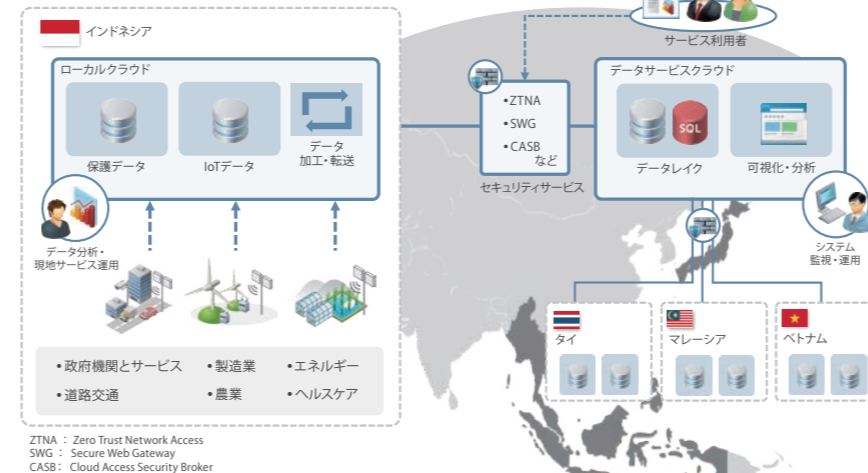 インドネシア
ローカルクラウド
保護データ
IoTデータ
データ
加工・転送
データ分析・
現地サービス運用
•政府機関とサービス
•製造業
•エネルギー
•道路交通
•農業
•ヘルスケア
ZTNA ： Zero Trust Network Access
SWG ： Secure Web Gateway
CASB： Cloud Access Security Broker
•ZTNA
•SWG
•CASB
など
セキュリティサービス
サービス利用者
データサービスクラウド
SQL
データレイク
可視化・分析
システム
監視・運用
タイ
マレーシア
ベトナム